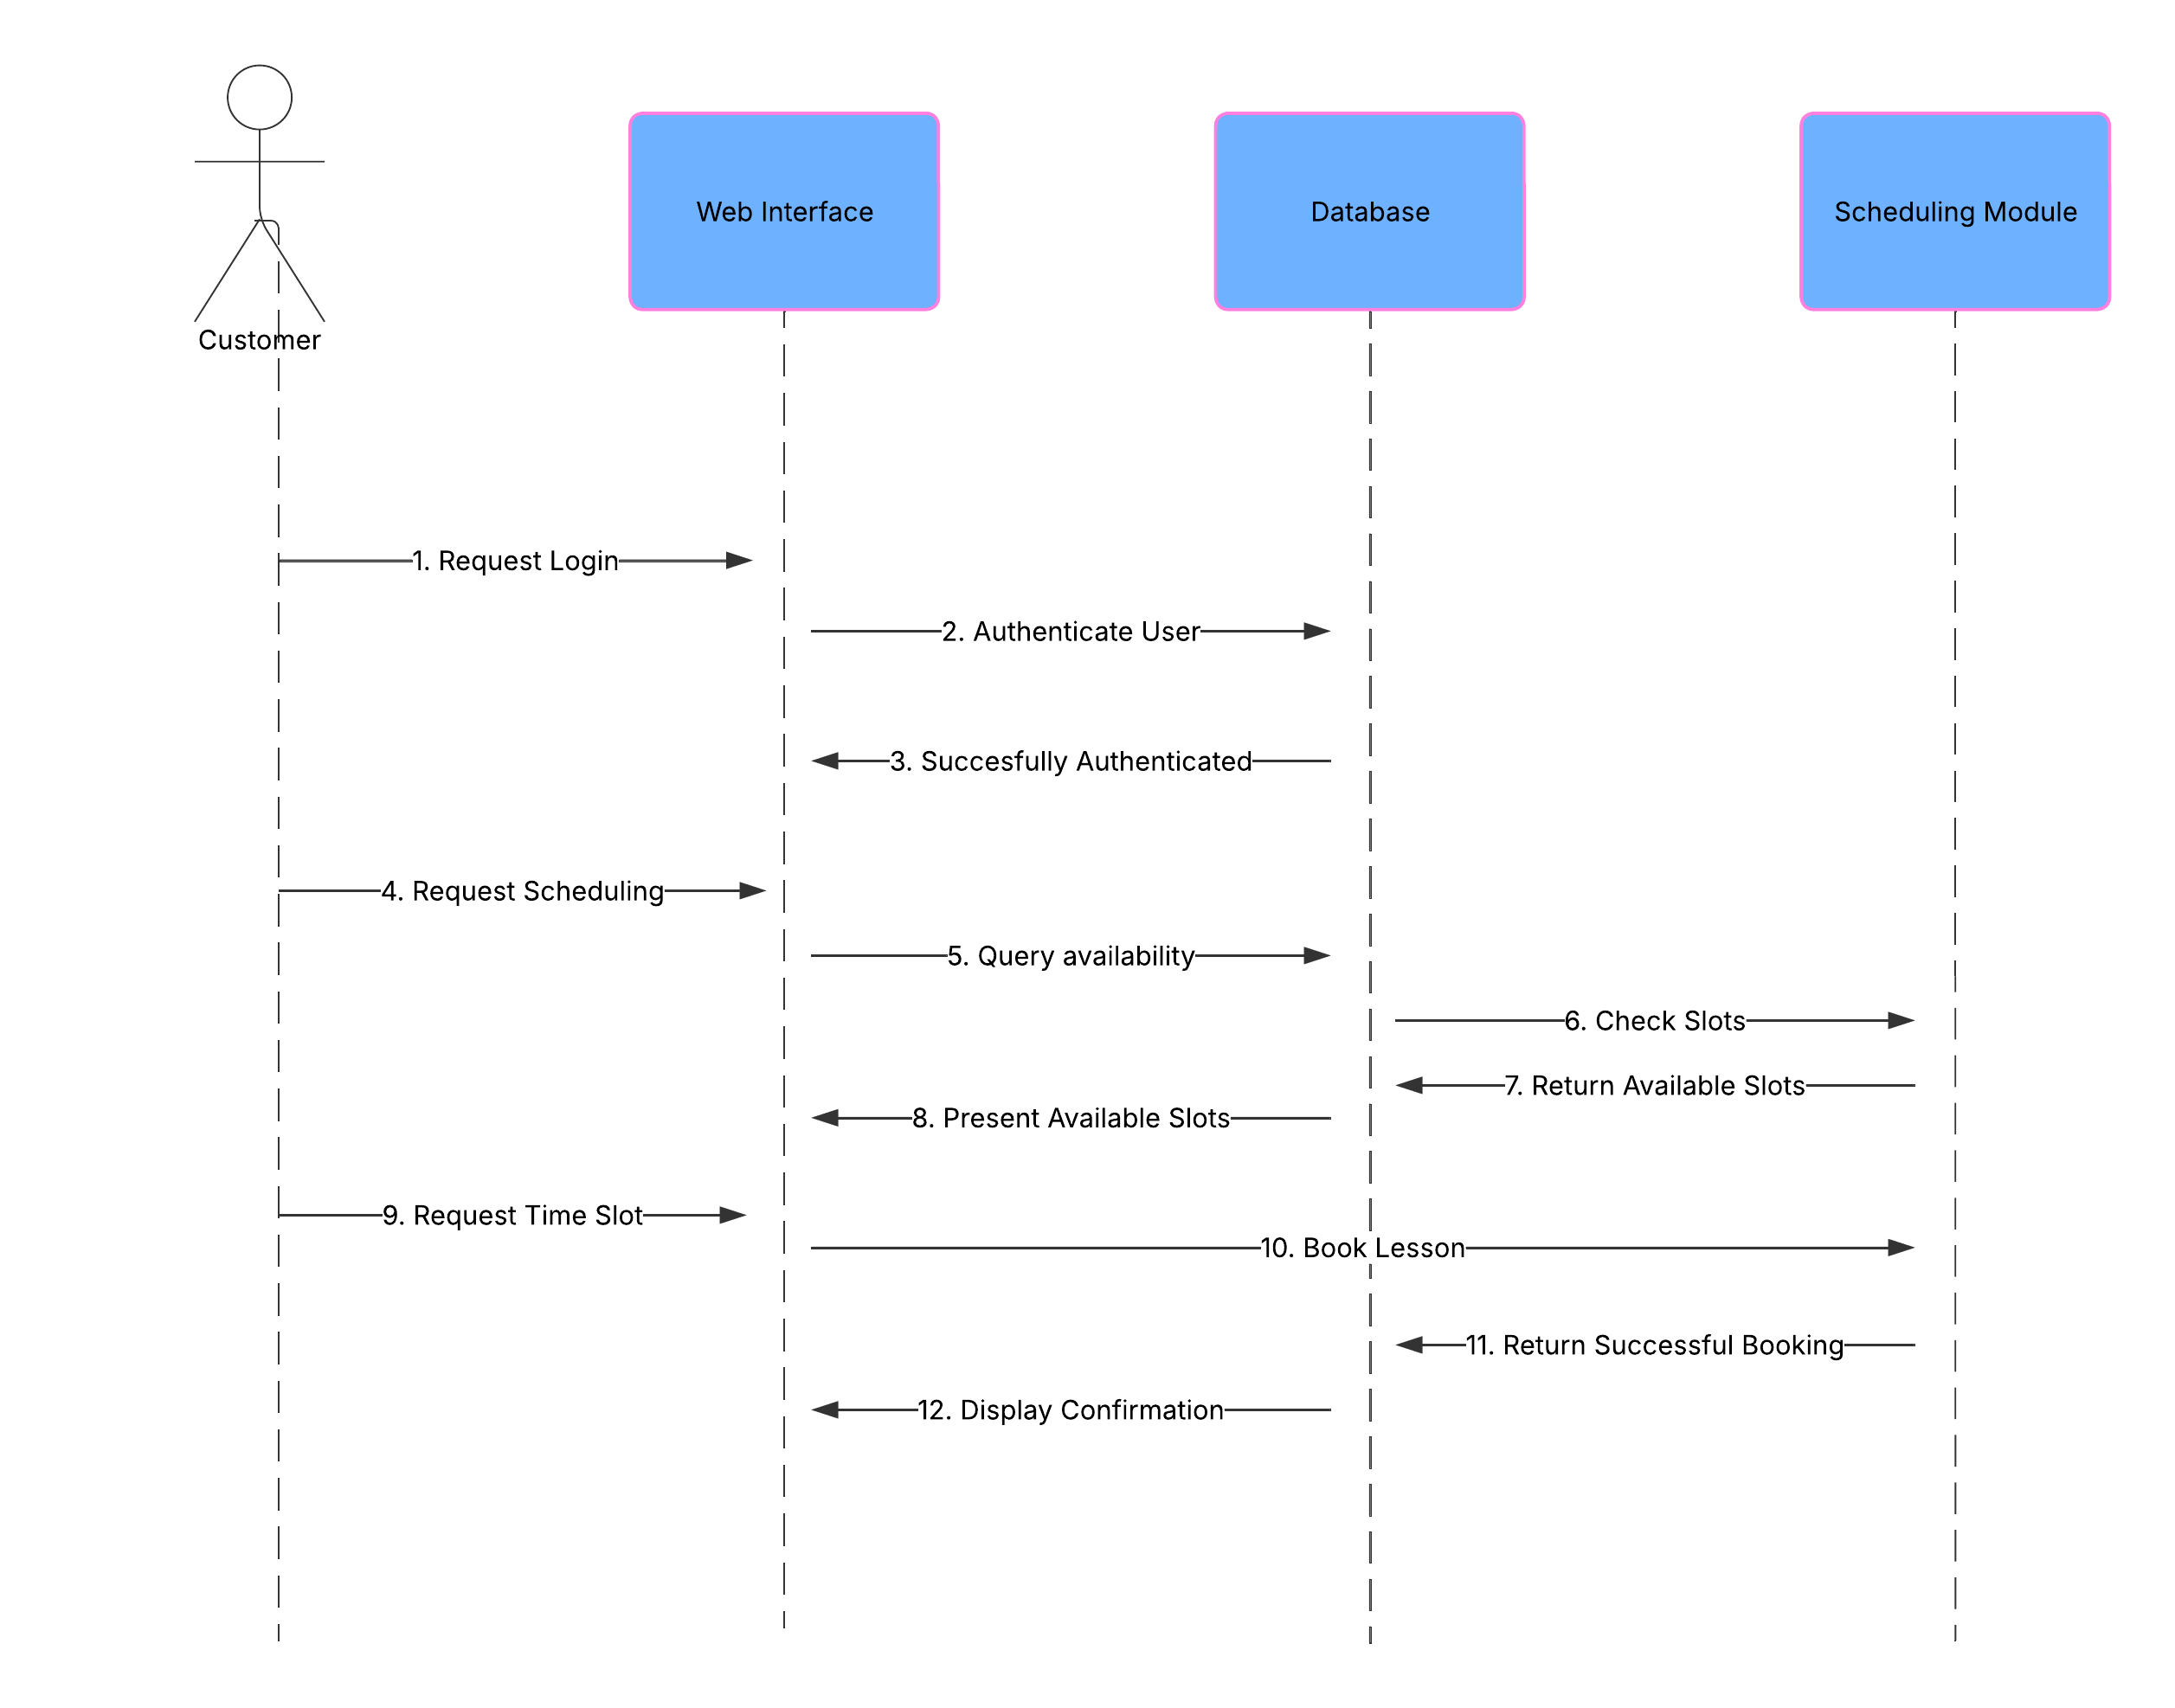 Web Interface
Database
Scheduling Module
Customer
1. Request Login
2. Authenticate User
3. Succesfully Authenticated
4. Request Scheduling
5. Query availability
6. Check Slots
7. Return Available Slots
8. Present Available Slots
9. Request Time Slot
10. Book Lesson
11. Return Successful Booking
12. Display Confirmation